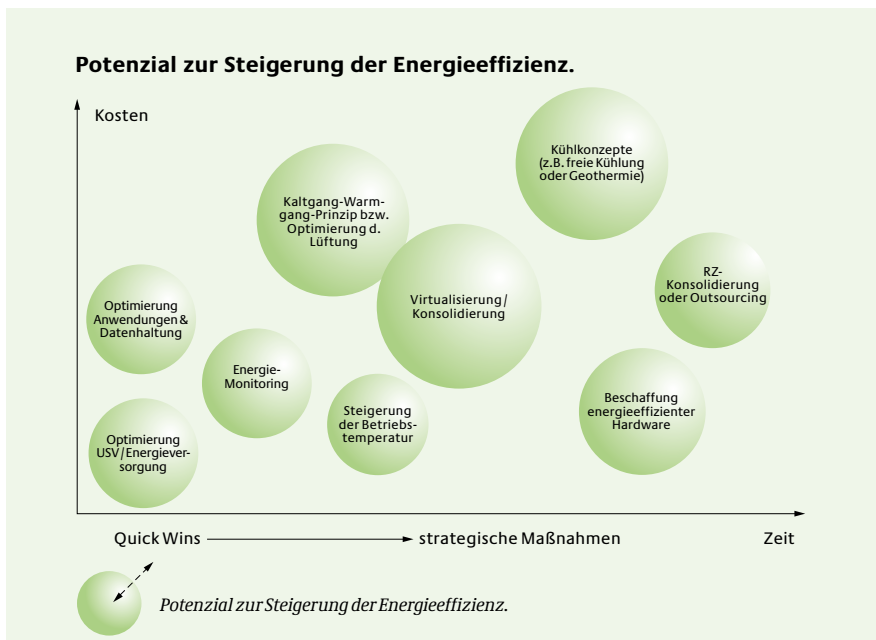 Potenzial zur Steigerung der Energieeffizienz.
Kosten
Kühlkonzepte
(z.B. freie Kühlung
oder Geothermie)
Kaltgang-Warm-
gang-Prinzip bzw.
Optimierung d.
Lüftung
RZ-
Konsolidierung
oder Outsourcing
Virtualisierung/
Konsolidierung
Optimierung
Anwendungen &
Datenhaltung
Energie-
Monitoring
Steigerung
der Betriebs-
temperatur
Beschaffung
energieeffizienter
Hardware
Optimierung
USV/Energiever-
sorgung
Quick Wins strategische Maßnahmen Zeit
Potenzial zur Steigerung der Energieeffizienz.